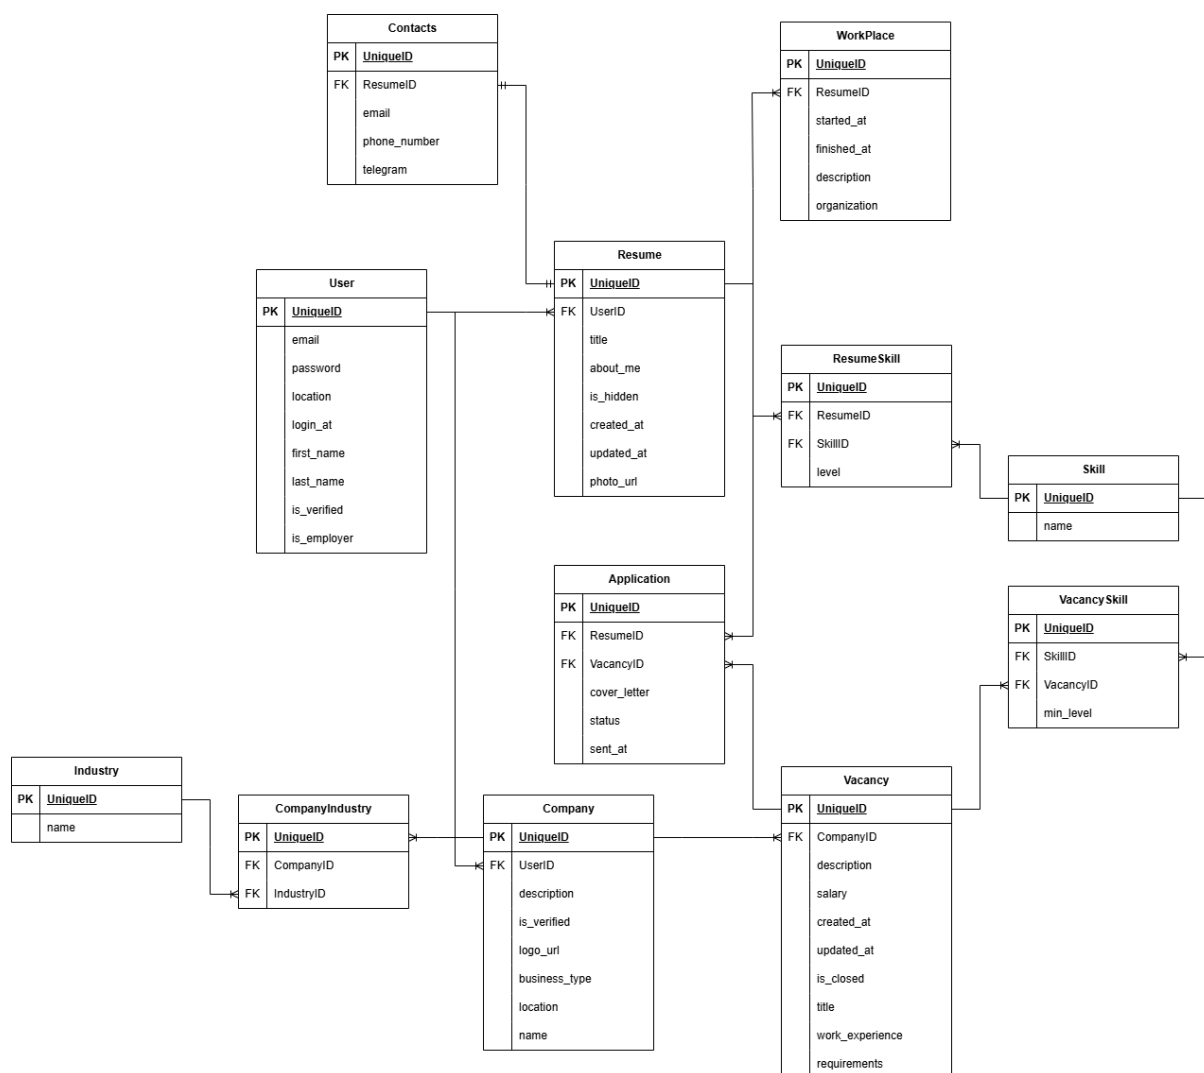 Contacts
PK UniqueID
FK ResumeID
email
phone_number
telegram
WorkPlace
PK UniqueID
FK ResumeID
started_at
finished_at
description
organization
Resume
PK UniqueID
FK UserID
title
about_me
is_hidden
created_at
updated_at
photo_url
User
PK UniqueID
email
password
location
login_at
first_name
last_name
is_verified
is_employer
ResumeSkill
PK UniqueID
FK ResumeID
FK SkillID
level
Skill
PK UniqueID
name
Application
PK UniqueID
FK ResumeID
FK VacancyID
cover_letter
status
sent_at
VacancySkill
PK UniqueID
FK SkillID
FK VacancyID
min_level
Industry
PK UniqueID
name
CompanyIndustry
PK UniqueID
FK CompanyID
FK IndustryID
Company
PK UniqueID
FK UserID
description
is_verified
logo_url
business_type
location
name
Vacancy
PK UniqueID
FK CompanyID
description
salary
created_at
updated_at
is_closed
title
work_experience
requirements